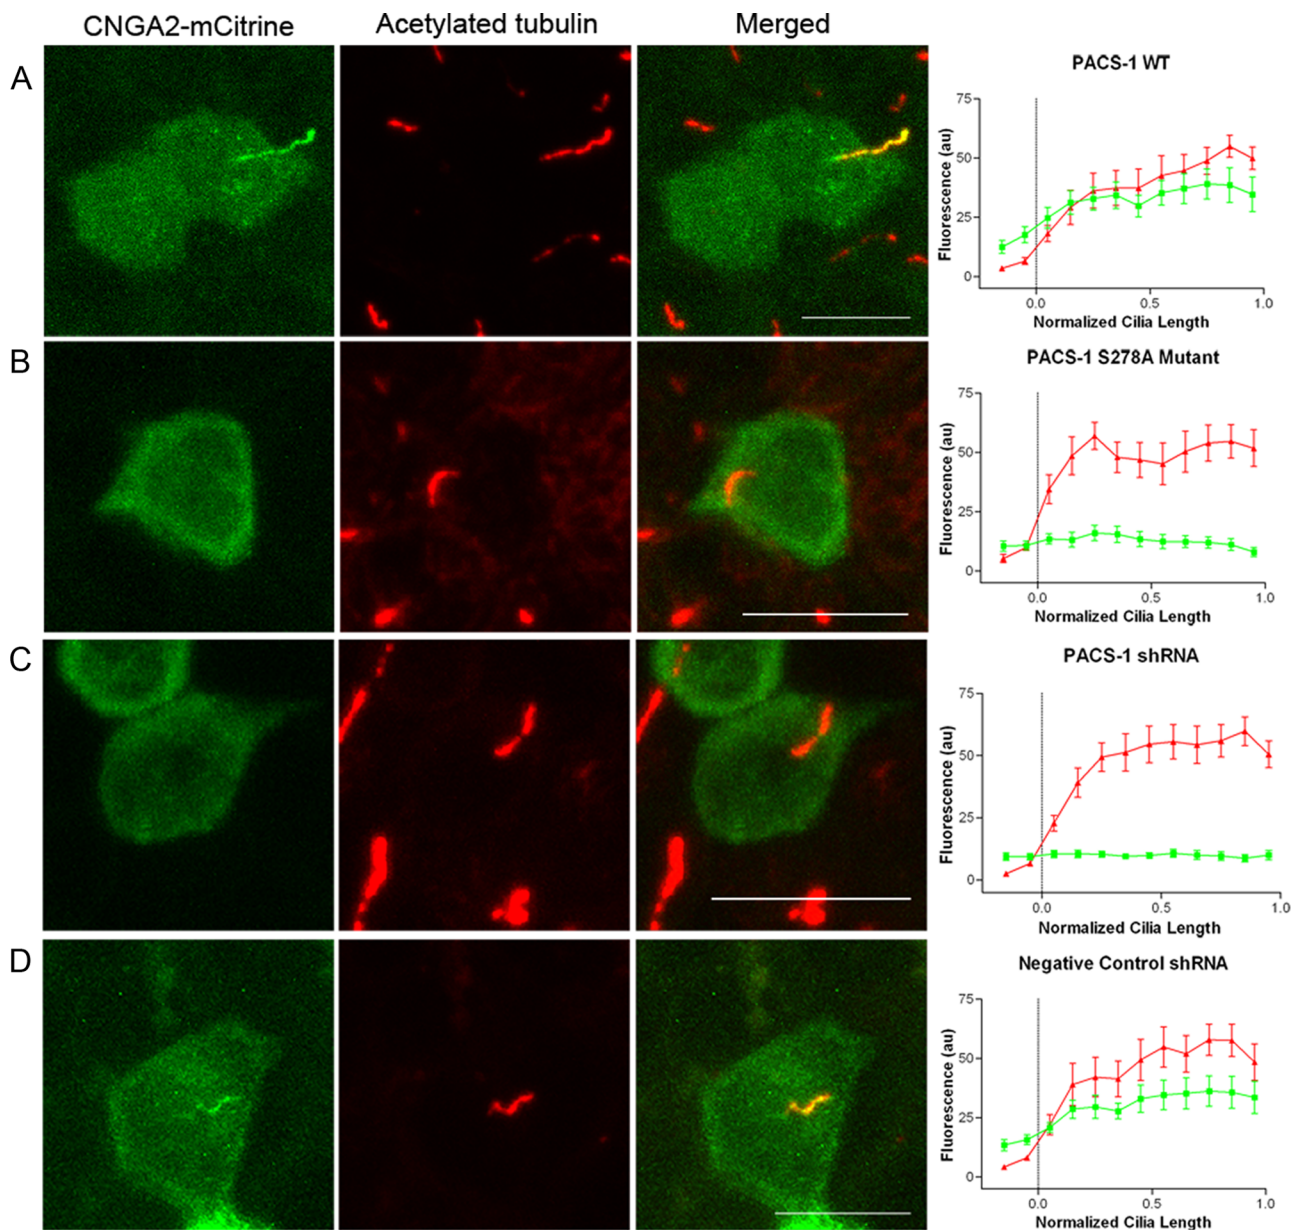 CNGA2-mCitrine Acetylated tubulin Merged
A
PACS-1 WT
75
50
25
0
Fluorescence (au)
0.0 0.5 1.0
Normalized Cilia Length
B
PACS-1 S278A Mutant
75
50
25
0
Fluorescence (au)
0.0 0.5 1.0
Normalized Cilia Length
C
PACS-1 shRNA
75
50
25
0
Fluorescence (au)
0.0 0.5 1.0
Normalized Cilia Length
D
Negative Control shRNA
75
50
25
0
Fluorescence (au)
0.0 0.5 1.0
Normalized Cilia Length